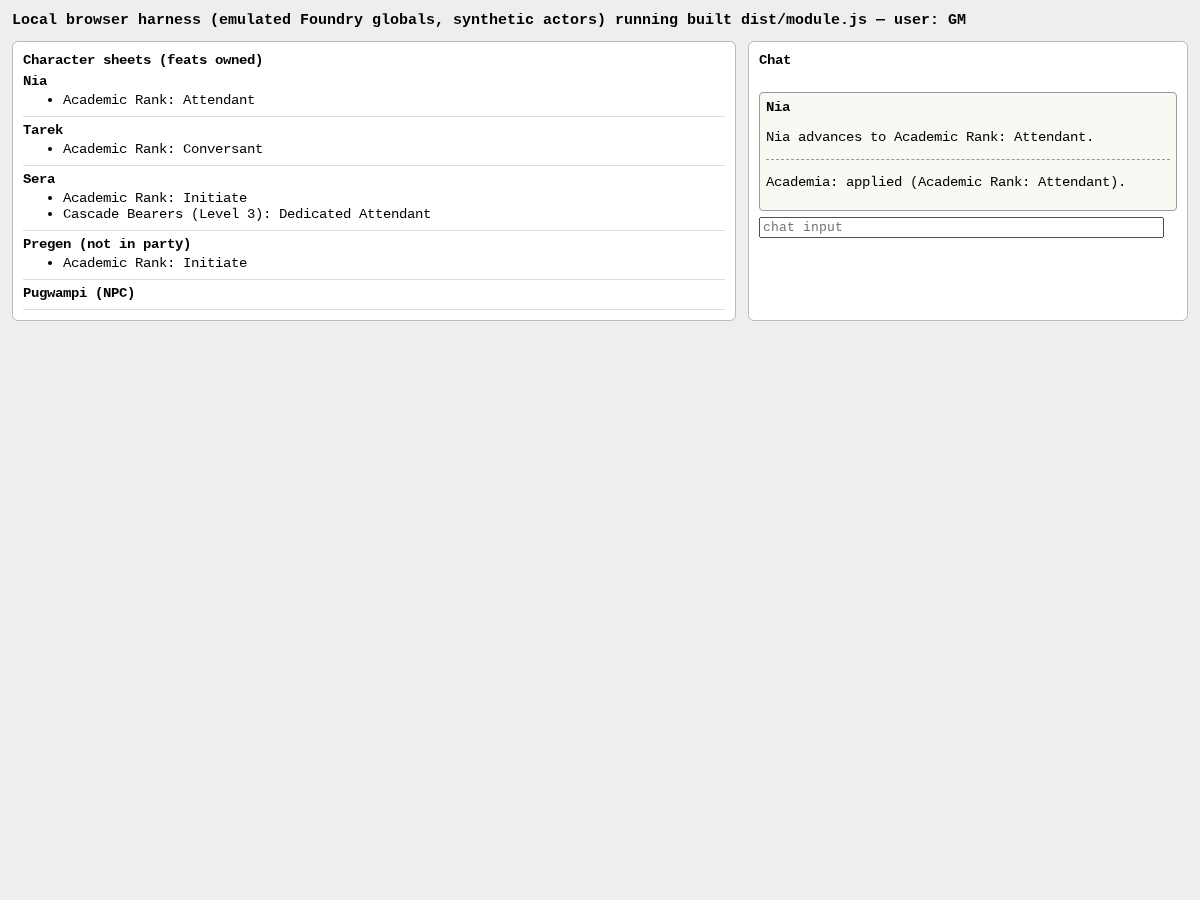 Local browser harness (emulated Foundry globals, synthetic actors) running built dist/module.js — user: GM
Character sheets (feats owned)
Nia
• Academic Rank: Attendant
Tarek
• Academic Rank: Conversant
Sera
• Academic Rank: Initiate
• Cascade Bearers (Level 3): Dedicated Attendant
Pregen (not in party)
• Academic Rank: Initiate
Pugwampi (NPC)
Chat
Nia
Nia advances to Academic Rank: Attendant.
Academia: applied (Academic Rank: Attendant).
chat input